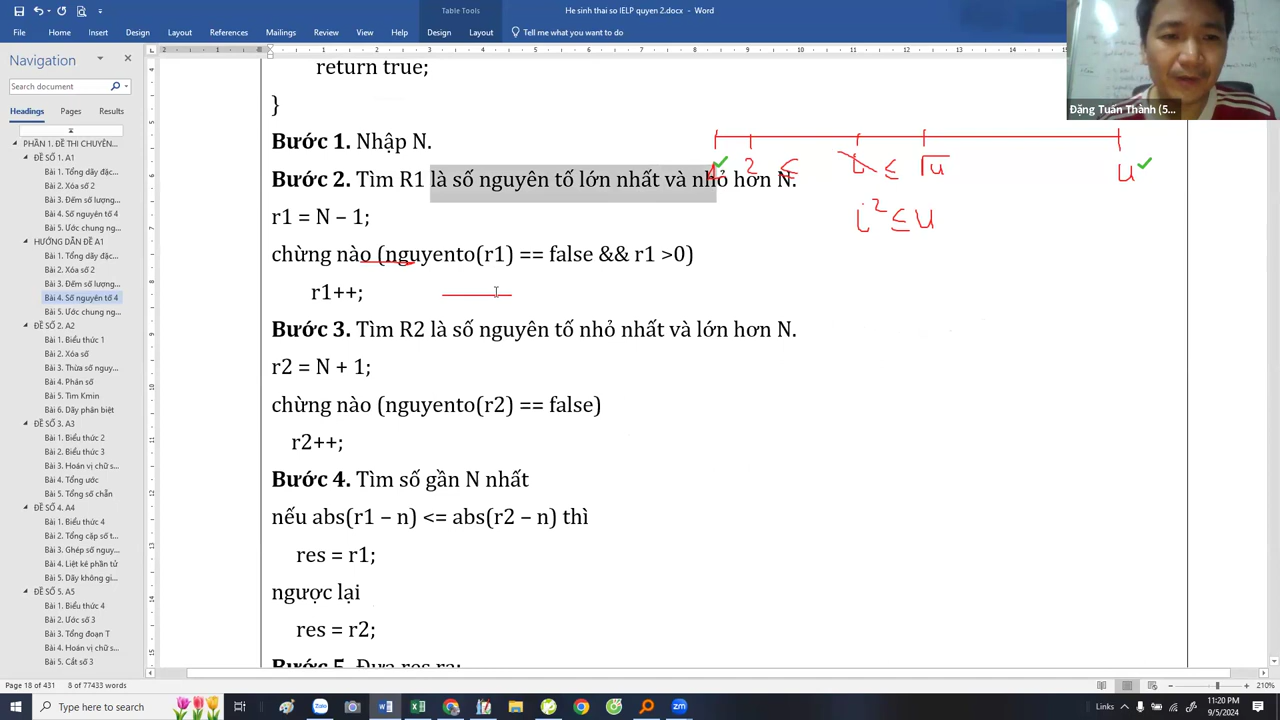 Table Tools
He sinh thai so IELP quyen 2.docx - Word
File Home Insert Draw Design Layout References Mailings Review View Help Design Layout Tell me what you want to do
Navigation
Search document
Headings Pages Results
PHẦN 1. ĐỀ THI CHUYÊN...
ĐỀ SỐ 1. A1
Bài 1. Tổng dãy đặc...
Bài 2. Xóa số 2
Bài 3. Đếm số lượng...
Bài 4. Số nguyên tố 4
Bài 5. Ước chung ng...
HƯỚNG DẪN ĐỀ A1
Bài 1. Tổng dãy đặc...
Bài 2. Xóa số 2
Bài 3. Đếm số lượng...
Bài 4. Số nguyên tố 4
Bài 5. Ước chung ng...
ĐỀ SỐ 2. A2
Bài 1. Biểu thức 1
Bài 2. Xóa số
Bài 3. Thừa số nguy...
Bài 4. Phân số
Bài 5. Tìm Kmin
Bài 6. Dãy phân biệt
ĐỀ SỐ 3. A3
Bài 1. Biểu thức 2
Bài 2. Biểu thức 3
Bài 3. Hoán vị chữ s...
Bài 4. Tổng ước
Bài 5. Tổng số chẵn
ĐỀ SỐ 4. A4
Bài 1. Biểu thức 4
Bài 2. Tổng cặp số t...
Bài 3. Ghép số nguy...
Bài 4. Liệt kê phần tử
Bài 5. Dãy không gi...
ĐỀ SỐ 5. A5
Bài 1. Biểu thức 4
Bài 2. Ước số 3
Bài 3. Tổng đoạn T
Bài 4. Hoán vị chữ s...
Bài 5. Cắt số 3
return true;
}
Bước 1. Nhập N.
Bước 2. Tìm R1 là số nguyên tố lớn nhất và nhỏ hơn N.
r1 = N – 1;
chừng nào (nguyento(r1) == false && r1 >0)
r1++;
Bước 3. Tìm R2 là số nguyên tố nhỏ nhất và lớn hơn N.
r2 = N + 1;
chừng nào (nguyento(r2) == false)
r2++;
Bước 4. Tìm số gần N nhất
nếu abs(r1 – n) <= abs(r2 – n) thì
res = r1;
ngược lại
res = r2;
Bước 5. Đưa res ra;
2 ≤ i ≤ √u u
i² ≤ u
Đặng Tuấn Thành (5...
Page 18 of 431 8 of 77433 words
210%
11:20 PM
9/5/2024